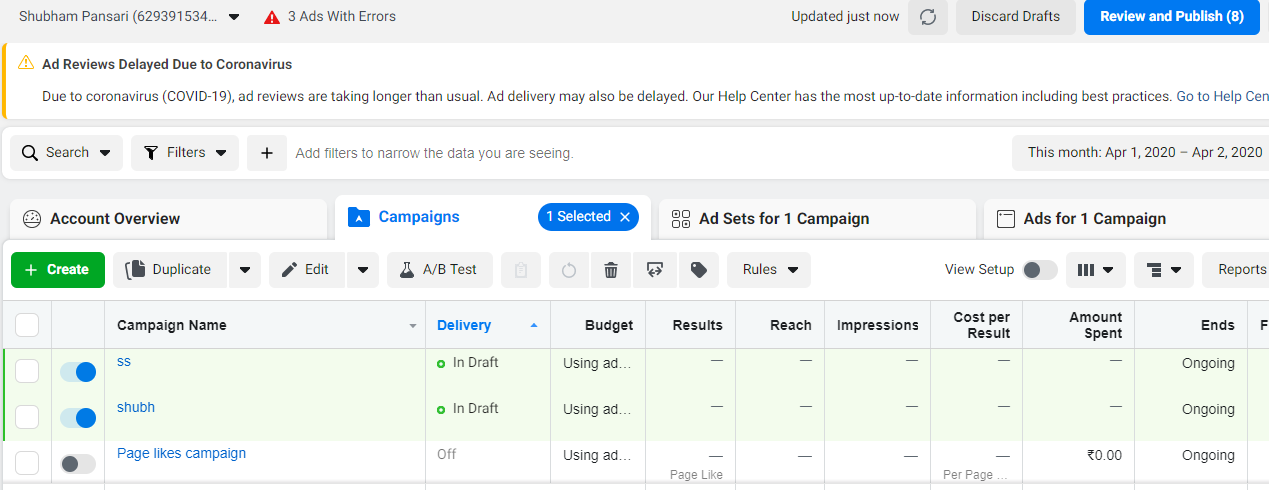 Shubham Pansari (629391534... 3 Ads With Errors Updated just now Discard Drafts Review and Publish (8)
Ad Reviews Delayed Due to Coronavirus
Due to coronavirus (COVID-19), ad reviews are taking longer than usual. Ad delivery may also be delayed. Our Help Center has the most up-to-date information including best practices. Go to Help Cen
Search Filters + Add filters to narrow the data you are seeing. This month: Apr 1, 2020 – Apr 2, 2020
Account Overview Campaigns 1 Selected × Ad Sets for 1 Campaign Ads for 1 Campaign
+ Create Duplicate Edit A/B Test Rules View Setup Reports
Campaign Name Delivery Budget Results Reach Impressions Cost per Result Amount Spent Ends F
ss In Draft Using ad... — — — — — Ongoing
shubh In Draft Using ad... — — — — — Ongoing
Page likes campaign Off Using ad... — — — — ₹0.00 Ongoing
Page Like Per Page ...